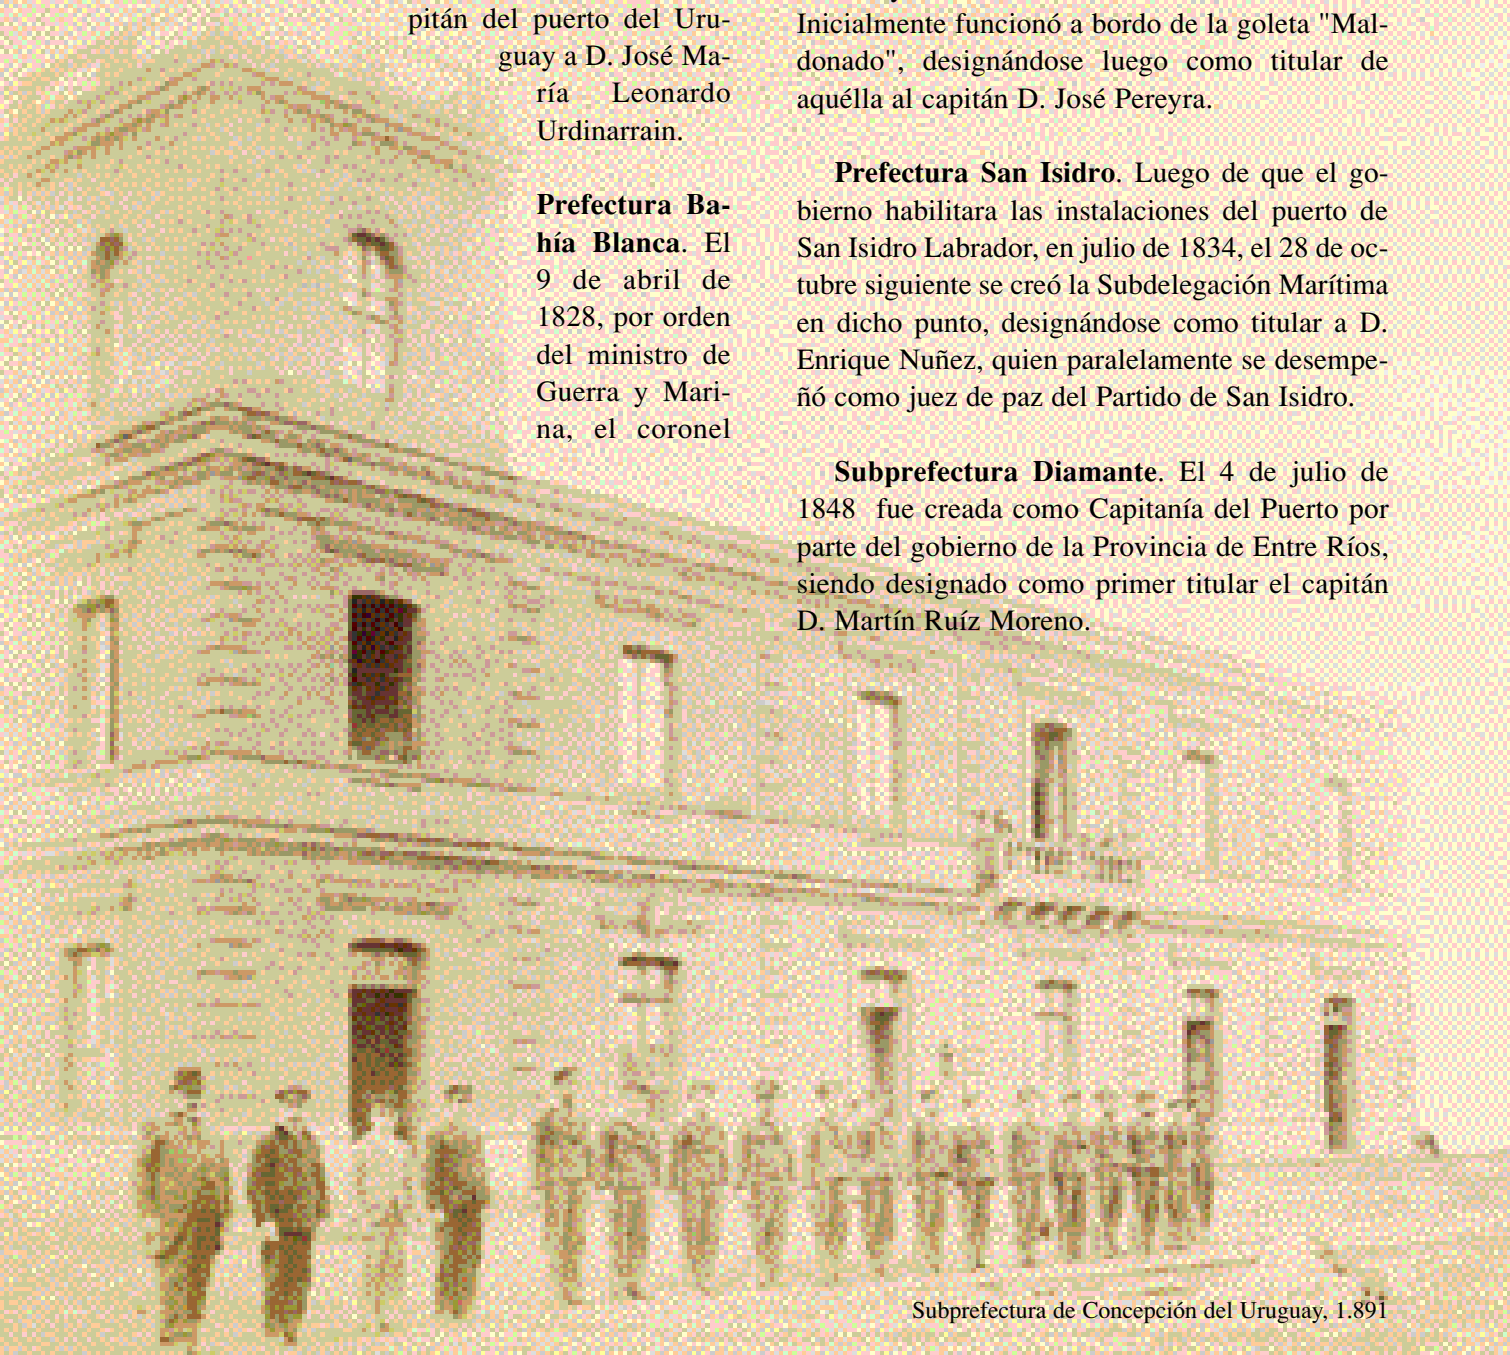 pitán del puerto del Uru-
guay a D. José Ma-
ría Leonardo
Urdinarrain.
Prefectura Ba-
hía Blanca. El
9 de abril de
1828, por orden
del ministro de
Guerra y Mari-
na, el coronel
Inicialmente funcionó a bordo de la goleta "Mal-
donado", designándose luego como titular de
aquélla al capitán D. José Pereyra.
Prefectura San Isidro. Luego de que el go-
bierno habilitara las instalaciones del puerto de
San Isidro Labrador, en julio de 1834, el 28 de oc-
tubre siguiente se creó la Subdelegación Marítima
en dicho punto, designándose como titular a D.
Enrique Nuñez, quien paralelamente se desempe-
ñó como juez de paz del Partido de San Isidro.
Subprefectura Diamante. El 4 de julio de
1848 fue creada como Capitanía del Puerto por
parte del gobierno de la Provincia de Entre Ríos,
siendo designado como primer titular el capitán
D. Martín Ruíz Moreno.
Subprefectura de Concepción del Uruguay, 1.891